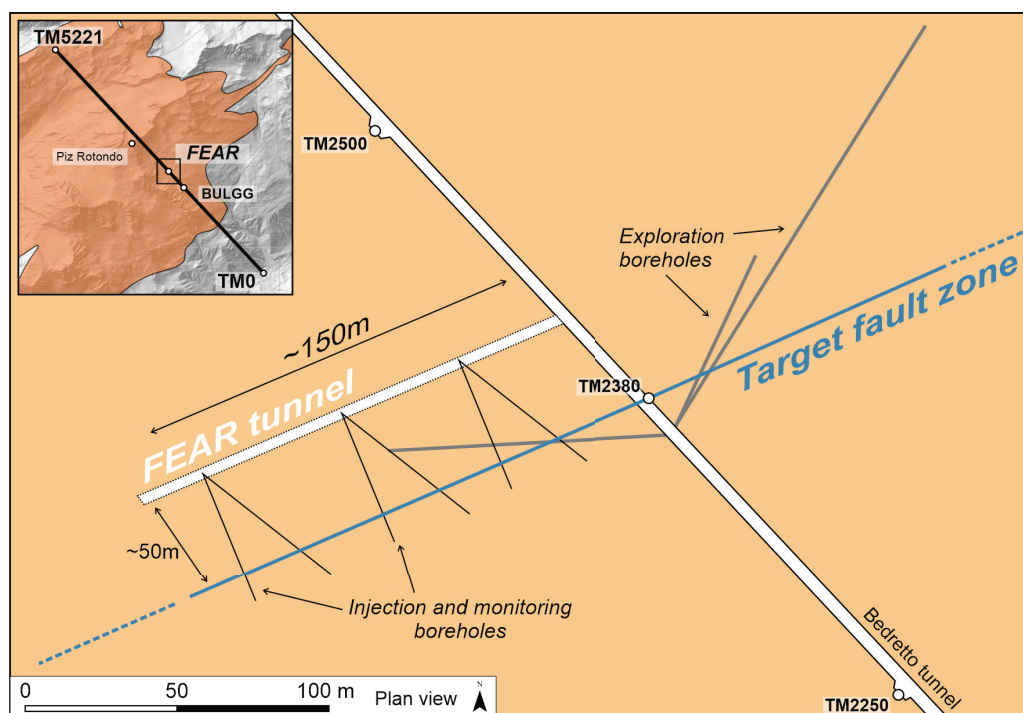 TM5221
Piz Rotondo
FEAR
BULGG
TM0
TM2500
Exploration
boreholes
~150m
FEAR tunnel
Target fault zone
TM2380
~50m
Injection and monitoring
boreholes
Bedretto tunnel
TM2250
0 50 100 m
Plan view
N